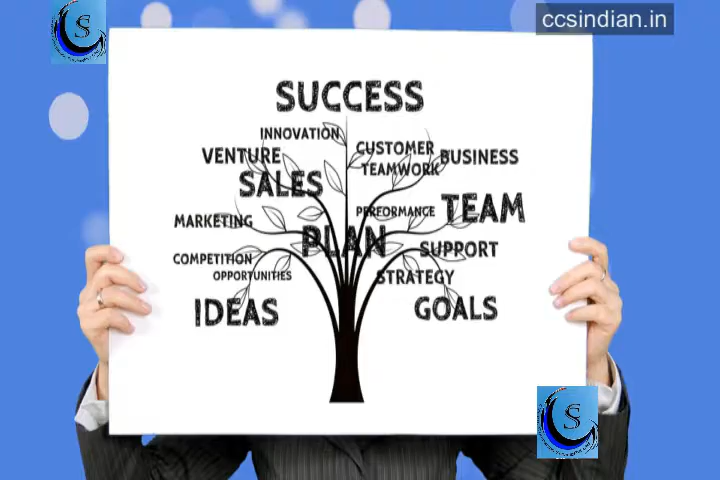 ccsindian.in
S
SUCCESS
INNOVATION
CUSTOMER
VENTURE
BUSINESS
TEAMWORK
SALES
MARKETING
PERFORMANCE
TEAM
PLAN
COMPETITION
SUPPORT
OPPORTUNITIES
STRATEGY
IDEAS
GOALS
S